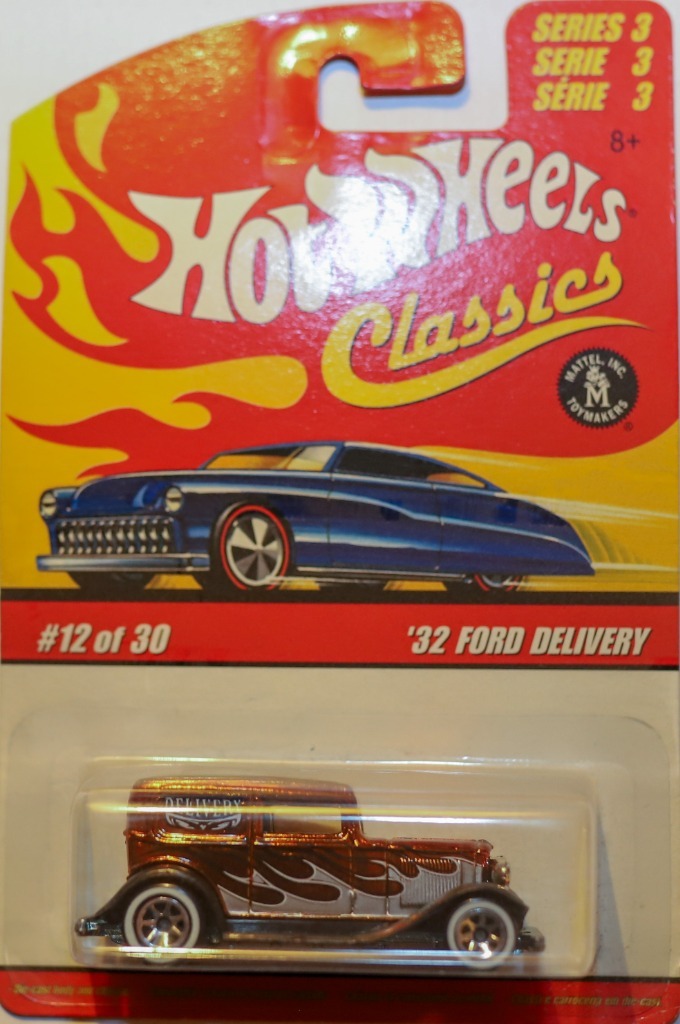 SERIES 3
SERIE 3
SÉRIE 3
8+
HOT WHEELS
Classics
MATTEL, INC.
M
TOYMAKERS
®
#12 of 30
'32 FORD DELIVERY
DELIVERY